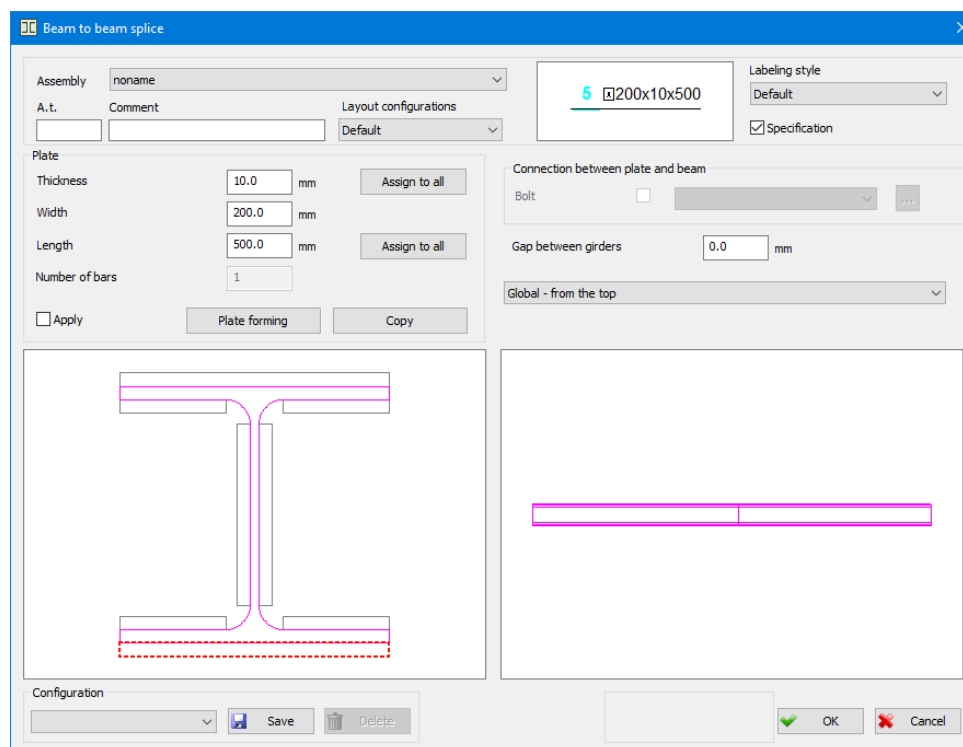 Beam to beam splice
Assembly noname
A.t. Comment Layout configurations
Default
5 200x10x500
Labeling style
Default
Specification
Plate
Thickness 10.0 mm Assign to all
Width 200.0 mm
Length 500.0 mm Assign to all
Number of bars 1
Apply Plate forming Copy
Connection between plate and beam
Bolt ...
Gap between girders 0.0 mm
Global - from the top
Configuration
Save Delete
OK Cancel